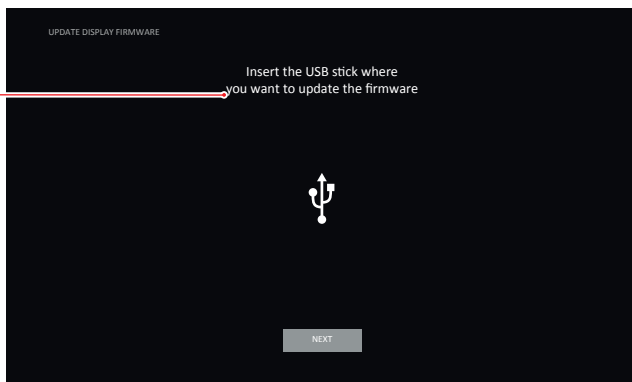 UPDATE DISPLAY FIRMWARE
Insert the USB stick where
you want to update the firmware
NEXT